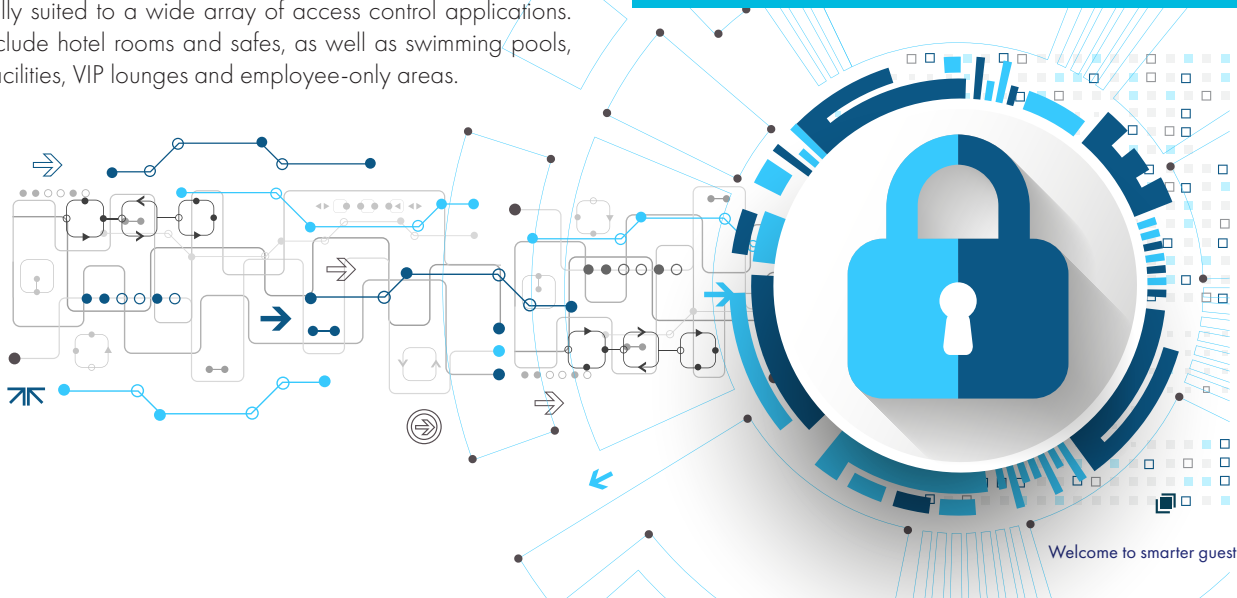 lly suited to a wide array of access control applications.
clude hotel rooms and safes, as well as swimming pools,
acilities, VIP lounges and employee-only areas.
Welcome to smarter guest